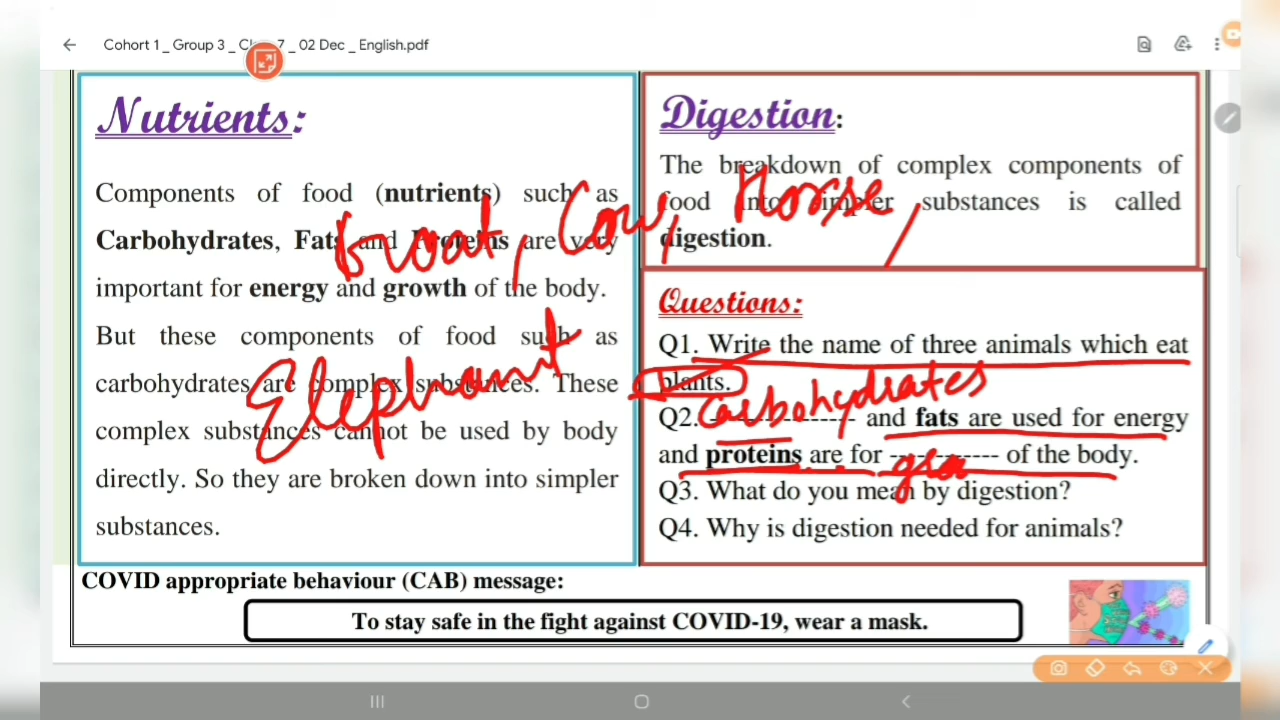 Cohort 1 _ Group 3 _ Cl 7 _ 02 Dec _ English.pdf
Nutrients:
Components of food (nutrients) such as
Carbohydrates, Fats and Proteins are very
important for energy and growth of the body.
But these components of food such as
carbohydrates are complex substances. These
complex substances cannot be used by body
directly. So they are broken down into simpler
substances.
Goat, Cow, Horse,
Elephant
Digestion:
The breakdown of complex components of
food into simpler substances is called
digestion.
Questions:
Q1. Write the name of three animals which eat
plants.
Carbohydrates
Q2. ---------------- and fats are used for energy
and proteins are for ------------ of the body.
gro
Q3. What do you mean by digestion?
Q4. Why is digestion needed for animals?
COVID appropriate behaviour (CAB) message:
To stay safe in the fight against COVID-19, wear a mask.